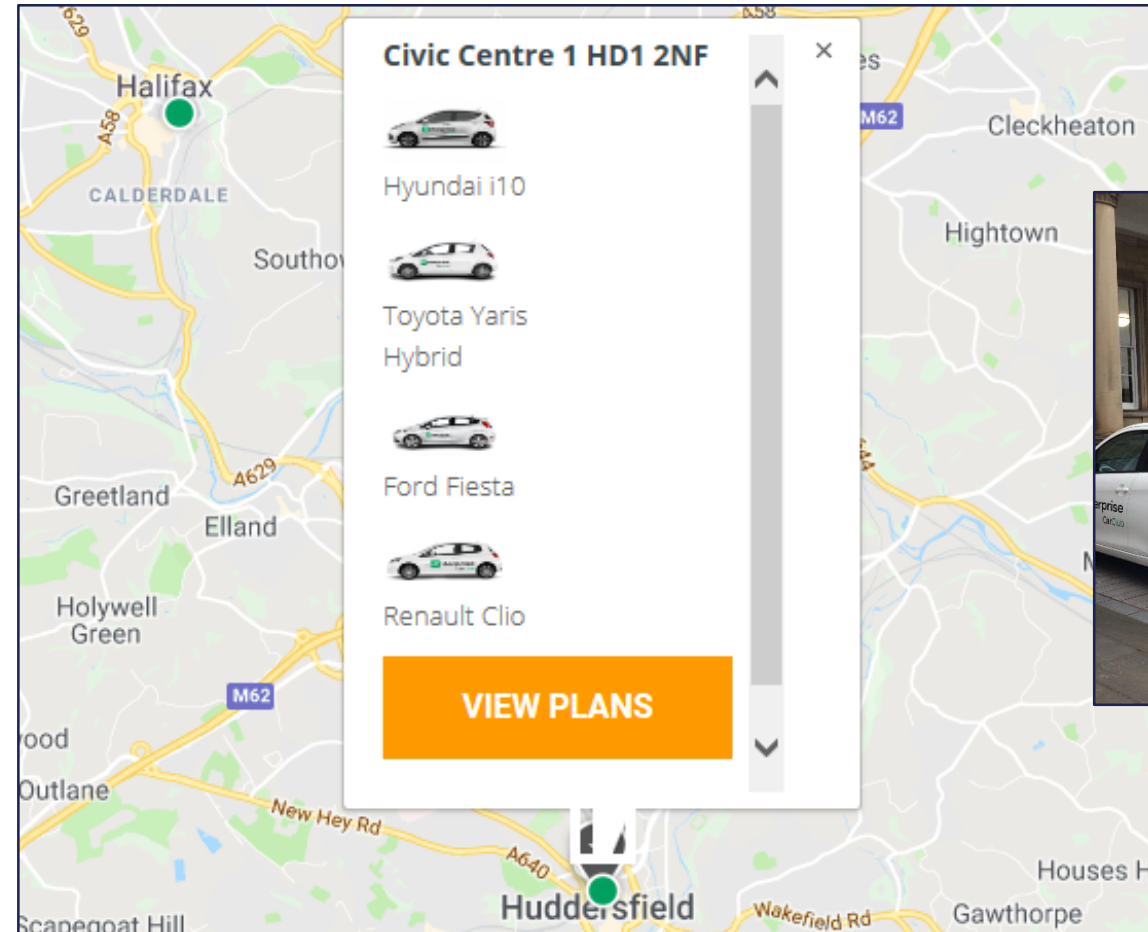 A629
A58
Halifax
A58
CALDERDALE
Civic Centre 1 HD1 2NF
×
M62
Cleckheaton
Hyundai i10
Hightown
Toyota Yaris
Hybrid
Ford Fiesta
A629
Greetland
Elland
CarClub
Renault Clio
Holywell
Green
M62
VIEW PLANS
Outlane
New Hey Rd
A640
Huddersfield
Wakefield Rd
Gawthorpe
Houses H
Scapegoat Hill